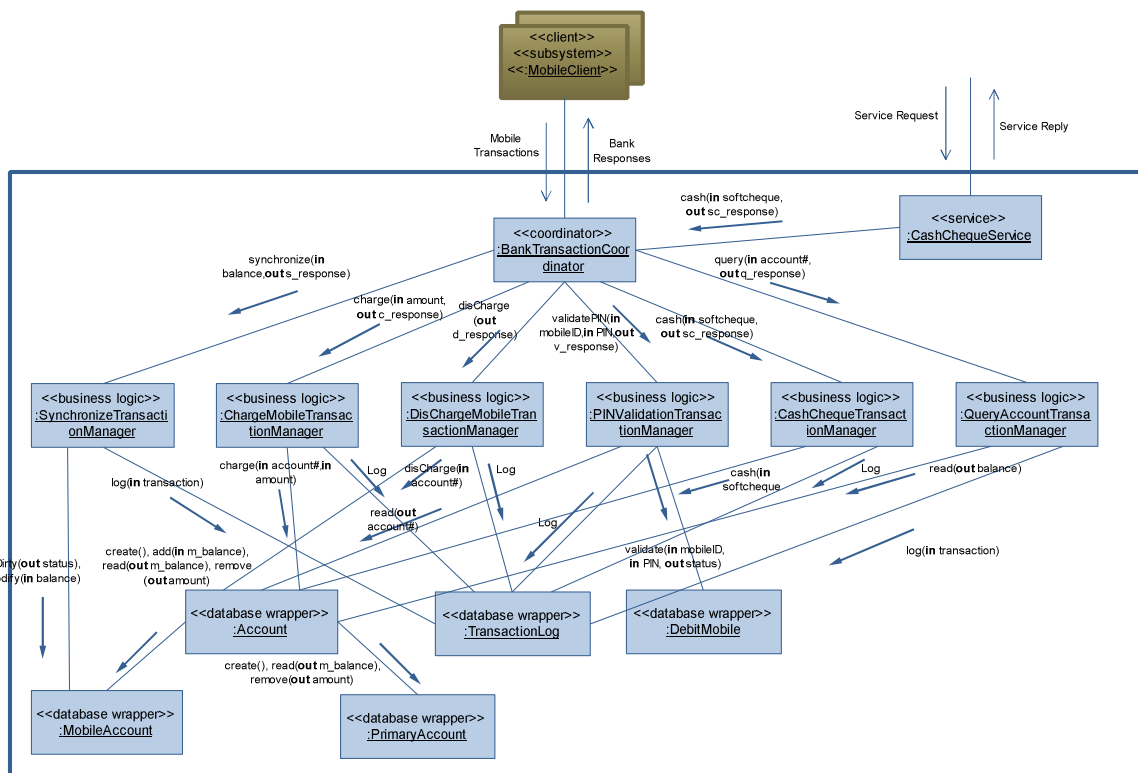 <<client>>
<<subsystem>>
<<:MobileClient>>
Mobile
Transactions
Bank
Responses
Service Request
Service Reply
cash(in softcheque,
out sc_response)
<<service>>
:CashChequeService
<<coordinator>>
:BankTransactionCoor
dinator
synchronize(in
balance,out s_response)
query(in account#,
out q_response)
charge(in amount,
out c_response)
disCharge
(out
d_response)
validatePIN(in
mobileID,in PIN,out
v_response)
cash(in softcheque,
out sc_response)
<<business logic>>
:SynchronizeTransacti
onManager
<<business logic>>
:ChargeMobileTransac
tionManager
<<business logic>>
:DisChargeMobileTran
sactionManager
<<business logic>>
:PINValidationTransac
tionManager
<<business logic>>
:CashChequeTransact
ionManager
<<business logic>>
:QueryAccountTransa
ctionManager
log(in transaction)
charge(in account#,in
amount)
Log
disCharge(in
account#)
Log
cash(in
softcheque
Log
read(out balance)
read(out
account#)
Log
validate(in mobileID,
in PIN, out status)
log(in transaction)
(out status),
(in balance)
create(), add(in m_balance),
read(out m_balance), remove
(out amount)
<<database wrapper>>
:Account
<<database wrapper>>
:TransactionLog
<<database wrapper>>
:DebitMobile
create(), read(out m_balance),
remove(out amount)
<<database wrapper>>
:MobileAccount
<<database wrapper>>
:PrimaryAccount